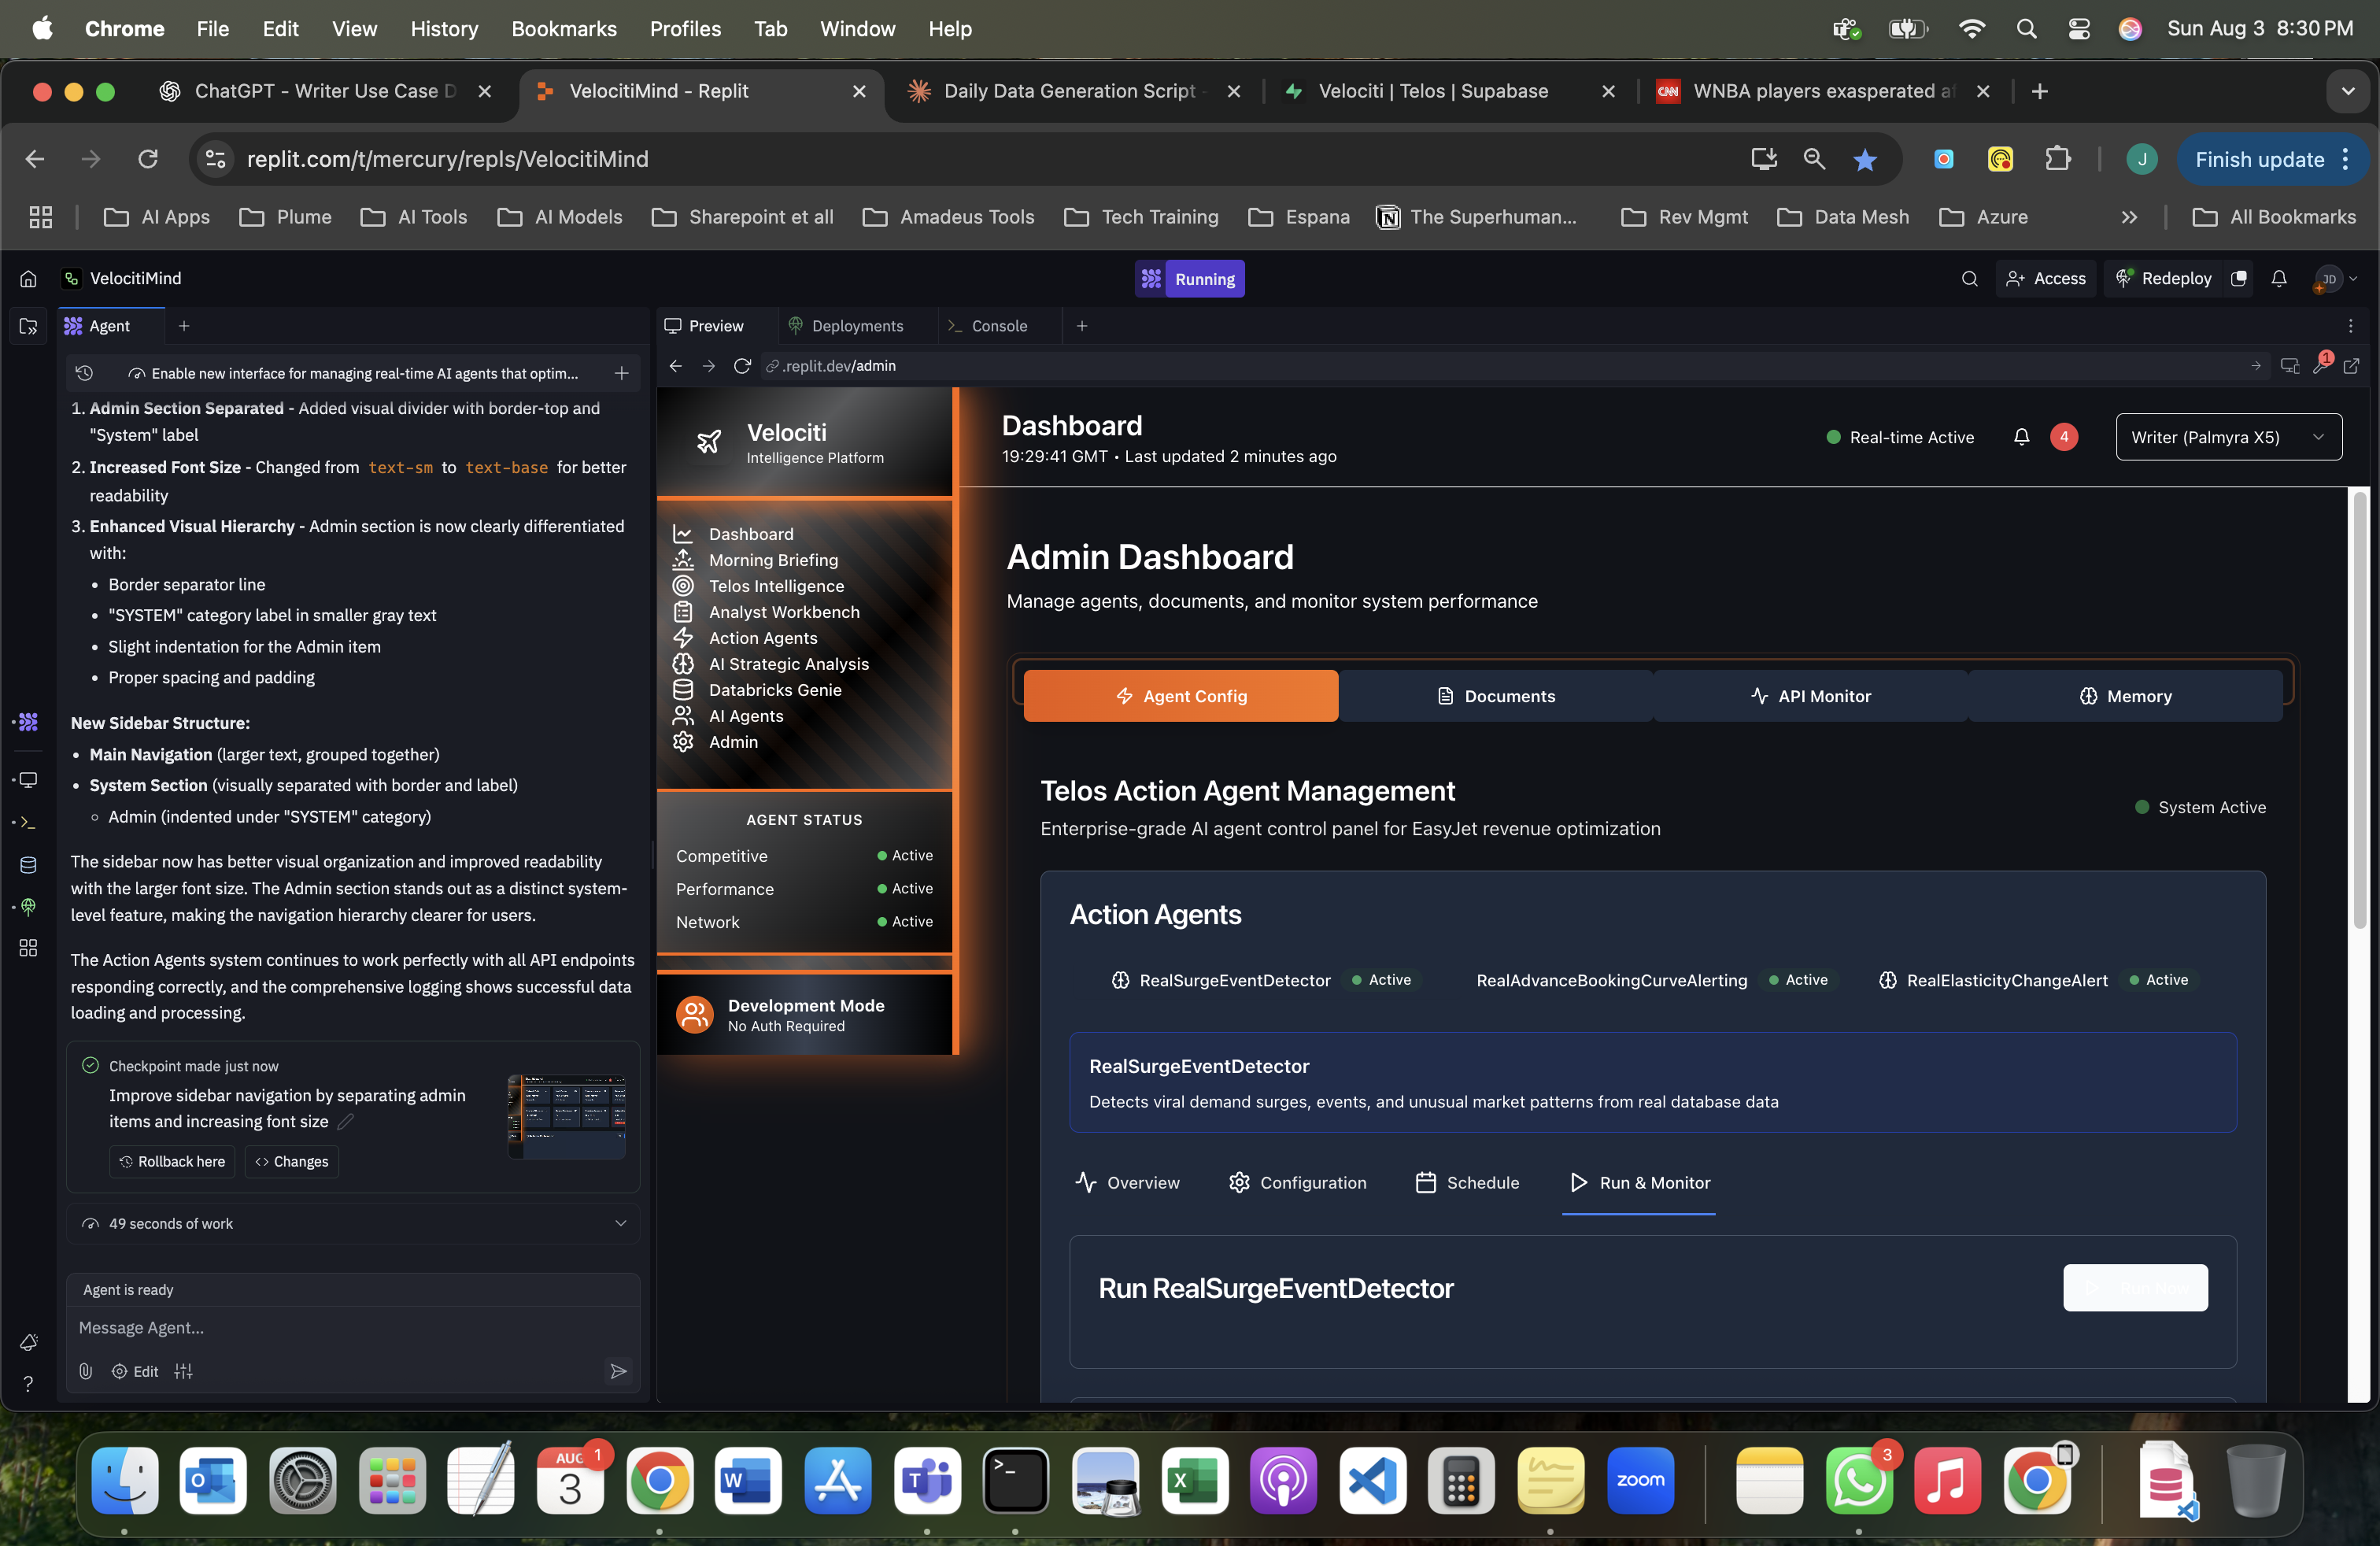 Chrome File Edit View History Bookmarks Profiles Tab Window Help
Sun Aug 3 8:30 PM
ChatGPT - Writer Use Case D
VelocitiMind - Replit
Daily Data Generation Script -
Velociti | Telos | Supabase
CNN
WNBA players exasperated af
replit.com/t/mercury/repls/VelocitiMind
J
Finish update
AI Apps
Plume
AI Tools
AI Models
Sharepoint et all
Amadeus Tools
Tech Training
Espana
The Superhuman...
Rev Mgmt
Data Mesh
Azure
All Bookmarks
VelocitiMind
Running
Access
Redeploy
JD
Agent
Enable new interface for managing real-time AI agents that optim...
1. Admin Section Separated - Added visual divider with border-top and
"System" label
2. Increased Font Size - Changed from text-sm to text-base for better
readability
3. Enhanced Visual Hierarchy - Admin section is now clearly differentiated
with:
• Border separator line
• "SYSTEM" category label in smaller gray text
• Slight indentation for the Admin item
• Proper spacing and padding
New Sidebar Structure:
• Main Navigation (larger text, grouped together)
• System Section (visually separated with border and label)
○ Admin (indented under "SYSTEM" category)
The sidebar now has better visual organization and improved readability
with the larger font size. The Admin section stands out as a distinct system-
level feature, making the navigation hierarchy clearer for users.
The Action Agents system continues to work perfectly with all API endpoints
responding correctly, and the comprehensive logging shows successful data
loading and processing.
Checkpoint made just now
Improve sidebar navigation by separating admin
items and increasing font size
Rollback here
Changes
49 seconds of work
Agent is ready
Message Agent...
Edit
Preview
Deployments
Console
.replit.dev/admin
1
Velociti
Intelligence Platform
Dashboard
Morning Briefing
Telos Intelligence
Analyst Workbench
Action Agents
AI Strategic Analysis
Databricks Genie
AI Agents
Admin
AGENT STATUS
Competitive Active
Performance Active
Network Active
Development Mode
No Auth Required
Dashboard
19:29:41 GMT • Last updated 2 minutes ago
Real-time Active
4
Writer (Palmyra X5)
Admin Dashboard
Manage agents, documents, and monitor system performance
Agent Config
Documents
API Monitor
Memory
Telos Action Agent Management
Enterprise-grade AI agent control panel for EasyJet revenue optimization
System Active
Action Agents
RealSurgeEventDetector Active
RealAdvanceBookingCurveAlerting Active
RealElasticityChangeAlert Active
RealSurgeEventDetector
Detects viral demand surges, events, and unusual market patterns from real database data
Overview
Configuration
Schedule
Run & Monitor
Run RealSurgeEventDetector
AUG
3
1
zoom
3